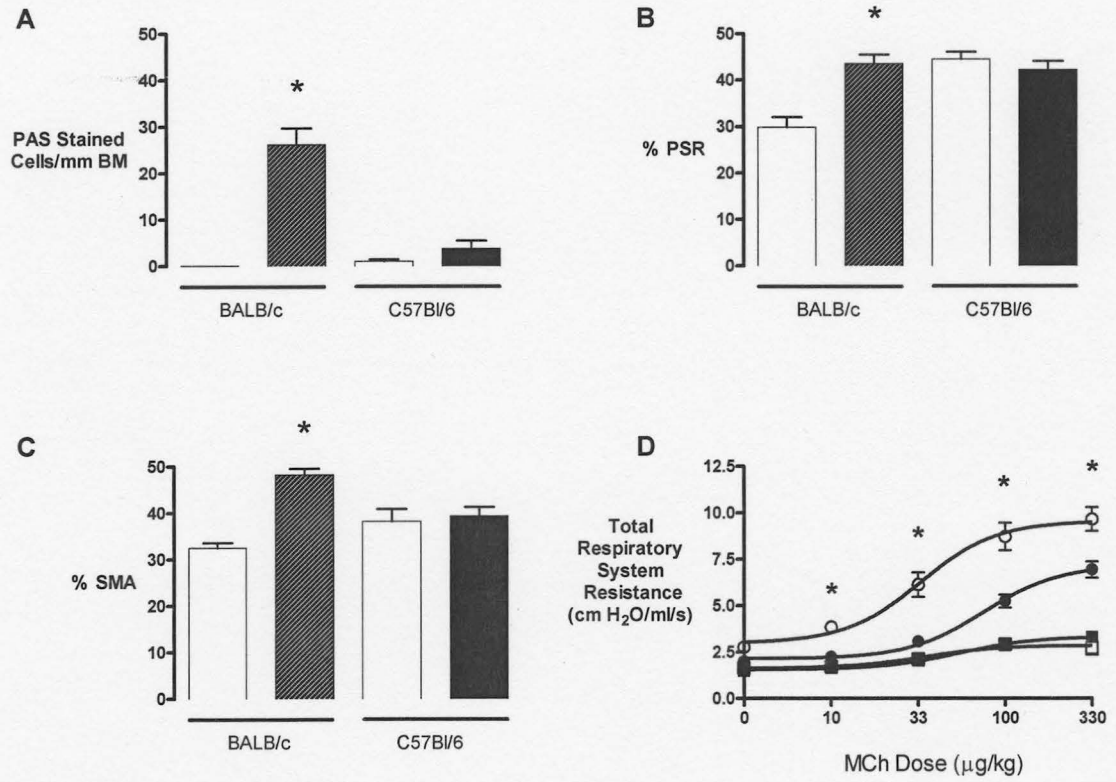 A
50
40
30
20
10
0
PAS Stained
Cells/mm BM
*
BALB/c
C57Bl/6
B
50
40
30
20
10
0
% PSR
*
BALB/c
C57Bl/6
C
50
40
30
20
10
0
% SMA
*
BALB/c
C57Bl/6
D
12.5
10.0
7.5
5.0
2.5
0.0
Total
Respiratory
System
Resistance
(cm H₂O/ml/s)
* * * *
0 10 33 100 330
MCh Dose (µg/kg)